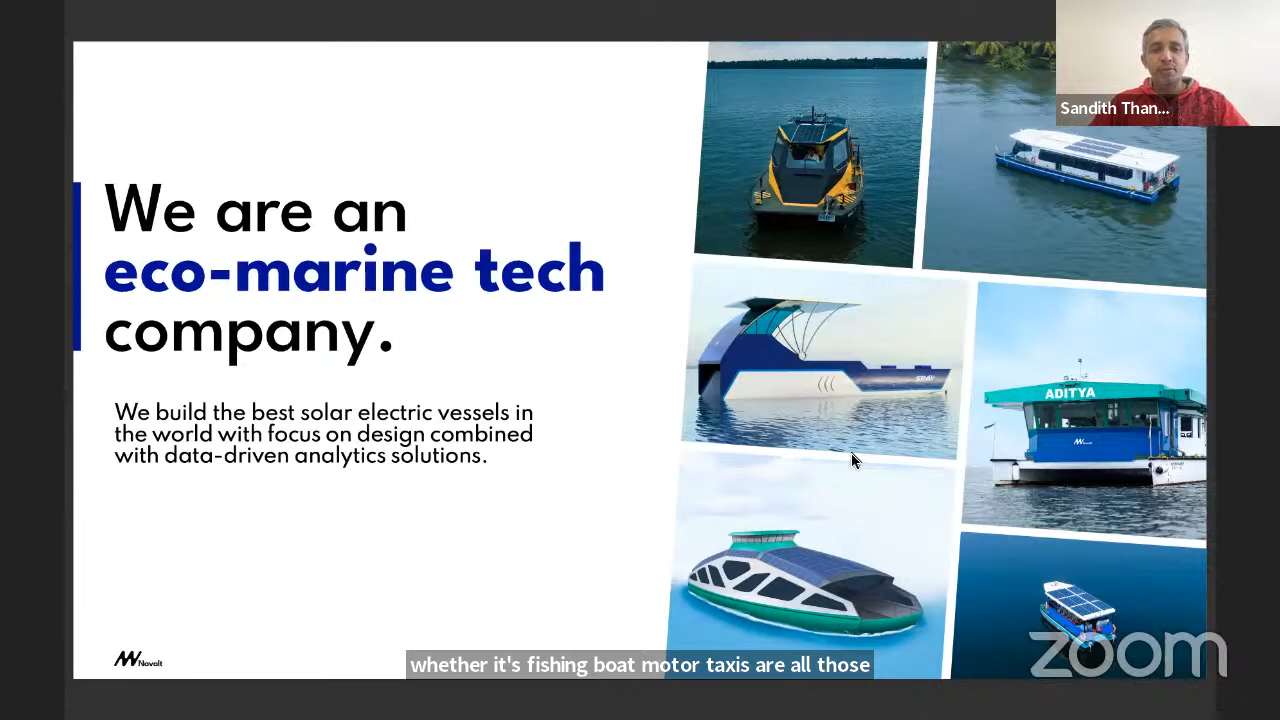 Sandith Than...
We are an
eco-marine tech
company.
We build the best solar electric vessels in
the world with focus on design combined
with data-driven analytics solutions.
SRAV
ADITYA
Navalt
Navalt
whether it's fishing boat motor taxis are all those
zoom